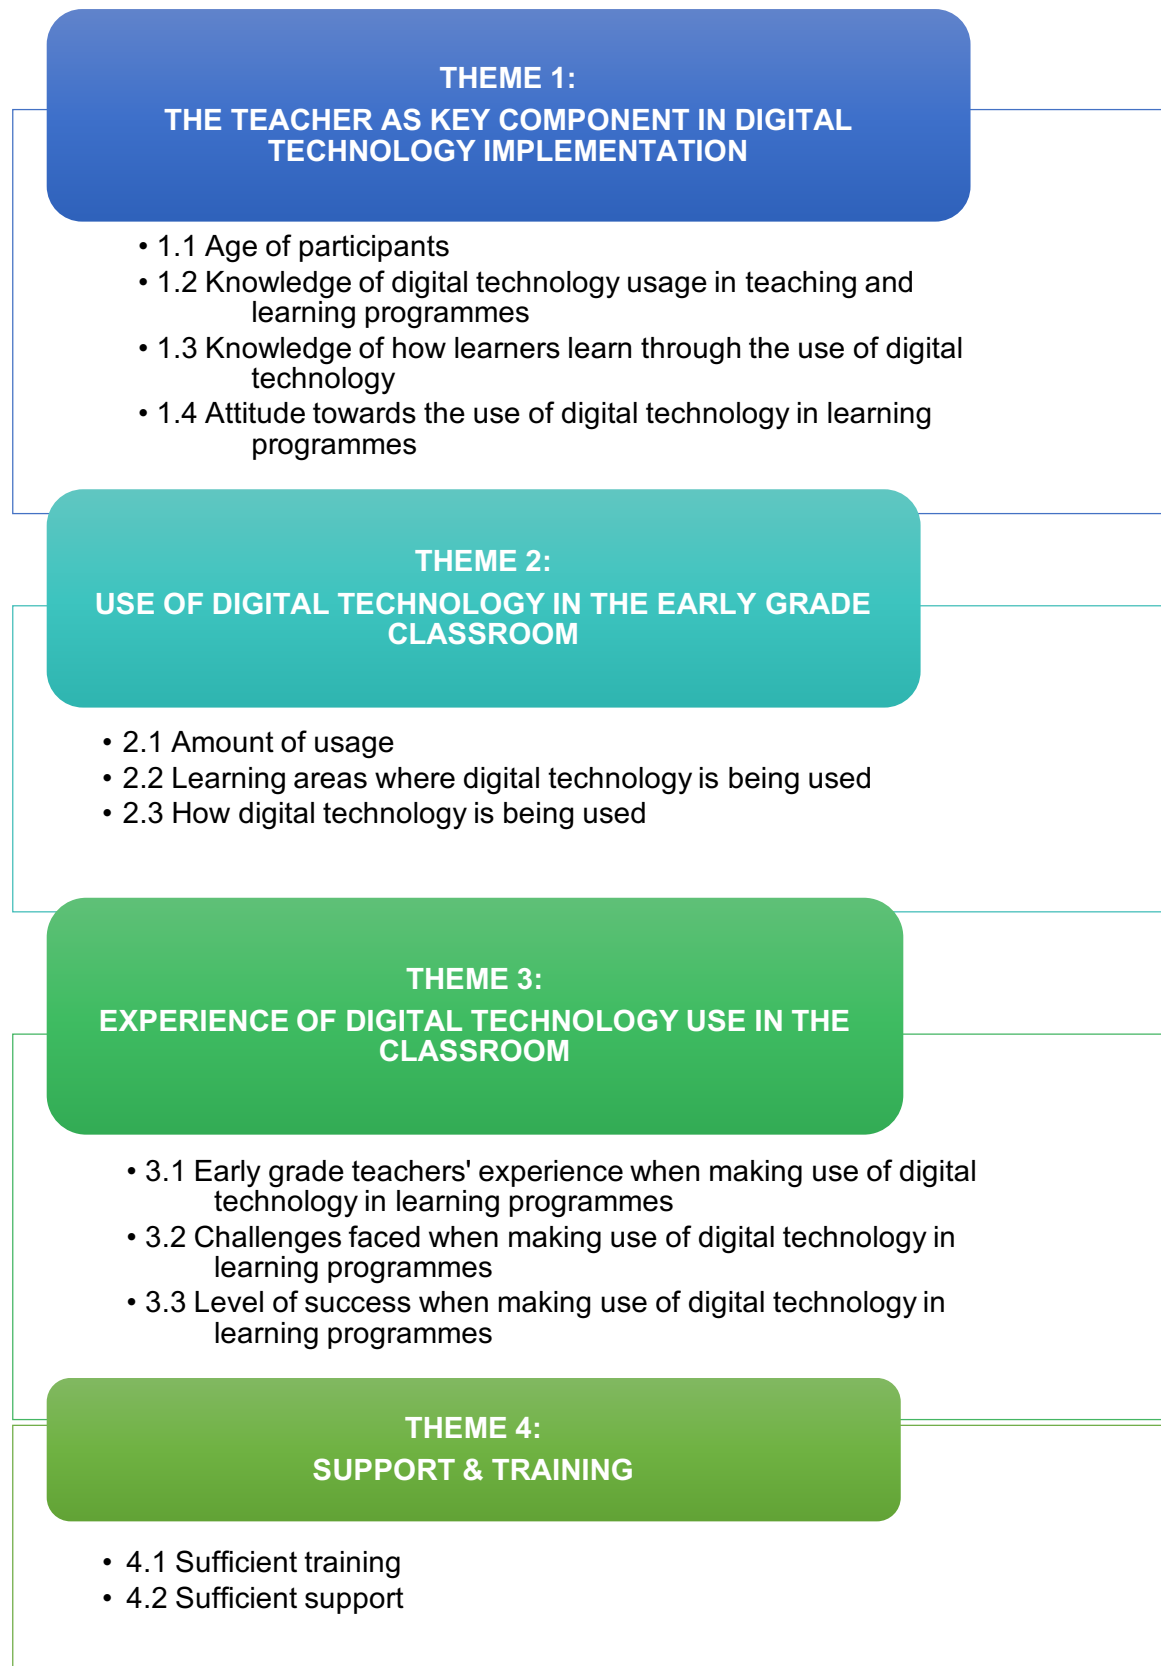 THEME 1:
THE TEACHER AS KEY COMPONENT IN DIGITAL
TECHNOLOGY IMPLEMENTATION
• 1.1 Age of participants
• 1.2 Knowledge of digital technology usage in teaching and
learning programmes
• 1.3 Knowledge of how learners learn through the use of digital
technology
• 1.4 Attitude towards the use of digital technology in learning
programmes
THEME 2:
USE OF DIGITAL TECHNOLOGY IN THE EARLY GRADE
CLASSROOM
• 2.1 Amount of usage
• 2.2 Learning areas where digital technology is being used
• 2.3 How digital technology is being used
THEME 3:
EXPERIENCE OF DIGITAL TECHNOLOGY USE IN THE
CLASSROOM
• 3.1 Early grade teachers' experience when making use of digital
technology in learning programmes
• 3.2 Challenges faced when making use of digital technology in
learning programmes
• 3.3 Level of success when making use of digital technology in
learning programmes
THEME 4:
SUPPORT & TRAINING
• 4.1 Sufficient training
• 4.2 Sufficient support